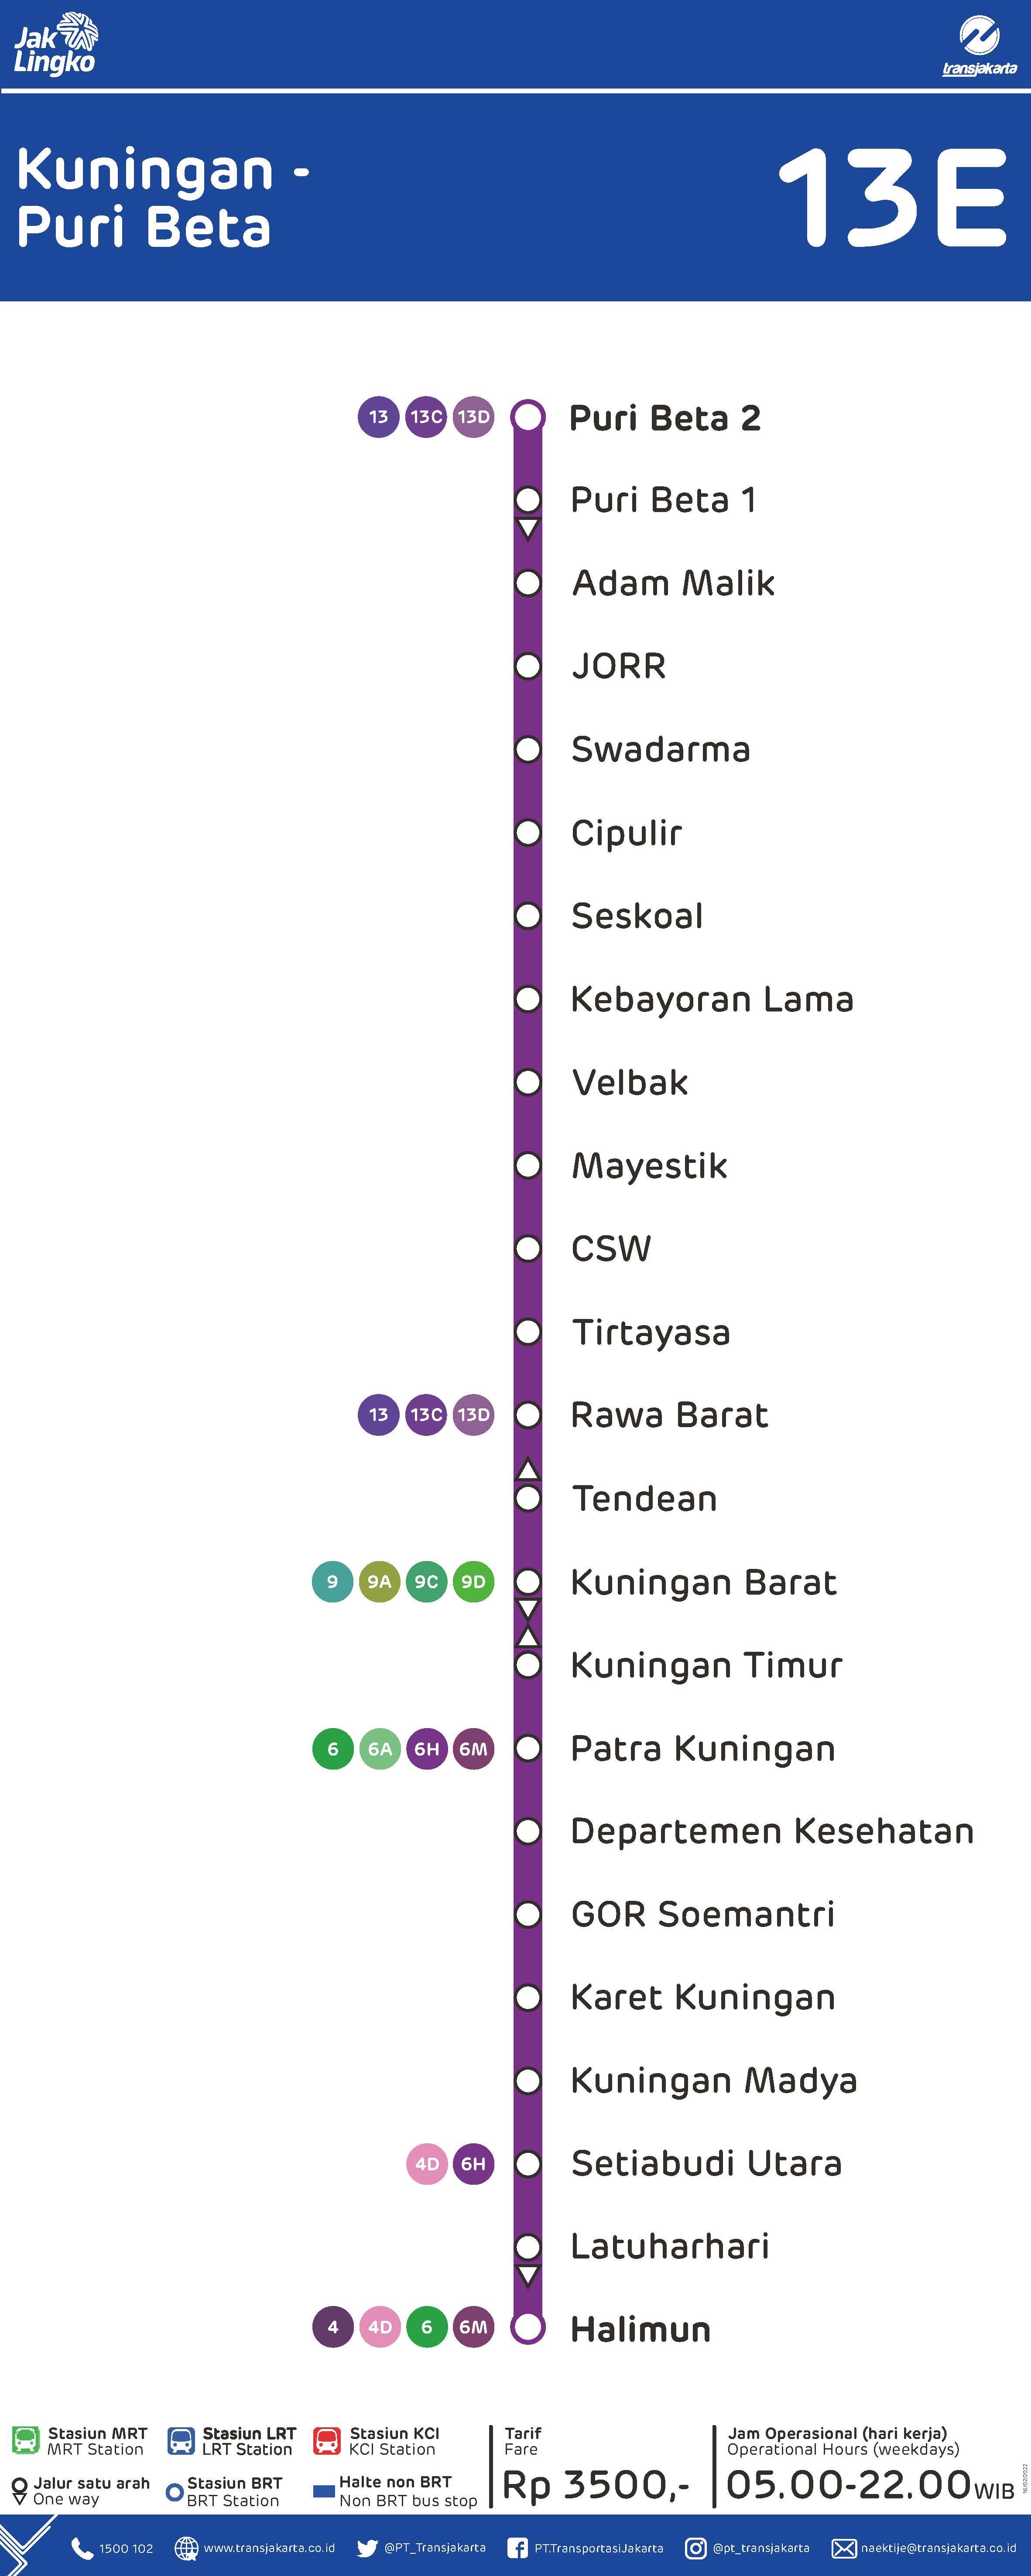 Jak
Lingko
transjakarta
Kuningan -
Puri Beta
13E
13 13C 13D Puri Beta 2
Puri Beta 1
Adam Malik
JORR
Swadarma
Cipulir
Seskoal
Kebayoran Lama
Velbak
Mayestik
CSW
Tirtayasa
13 13C 13D Rawa Barat
Tendean
9 9A 9C 9D Kuningan Barat
Kuningan Timur
6 6A 6H 6M Patra Kuningan
Departemen Kesehatan
GOR Soemantri
Karet Kuningan
Kuningan Madya
4D 6H Setiabudi Utara
Latuharhari
4 4D 6 6M Halimun
Stasiun MRT
MRT Station
Stasiun LRT
LRT Station
Stasiun KCI
KCI Station
Jalur satu arah
One way
Stasiun BRT
BRT Station
Halte non BRT
Non BRT bus stop
Tarif
Fare
Rp 3500,-
Jam Operasional (hari kerja)
Operational Hours (weekdays)
05.00-22.00WIB
16/02/2022
1500 102
www.transjakarta.co.id
@PT_Transjakarta
PT.TransportasiJakarta
@pt_transjakarta
naektije@transjakarta.co.id